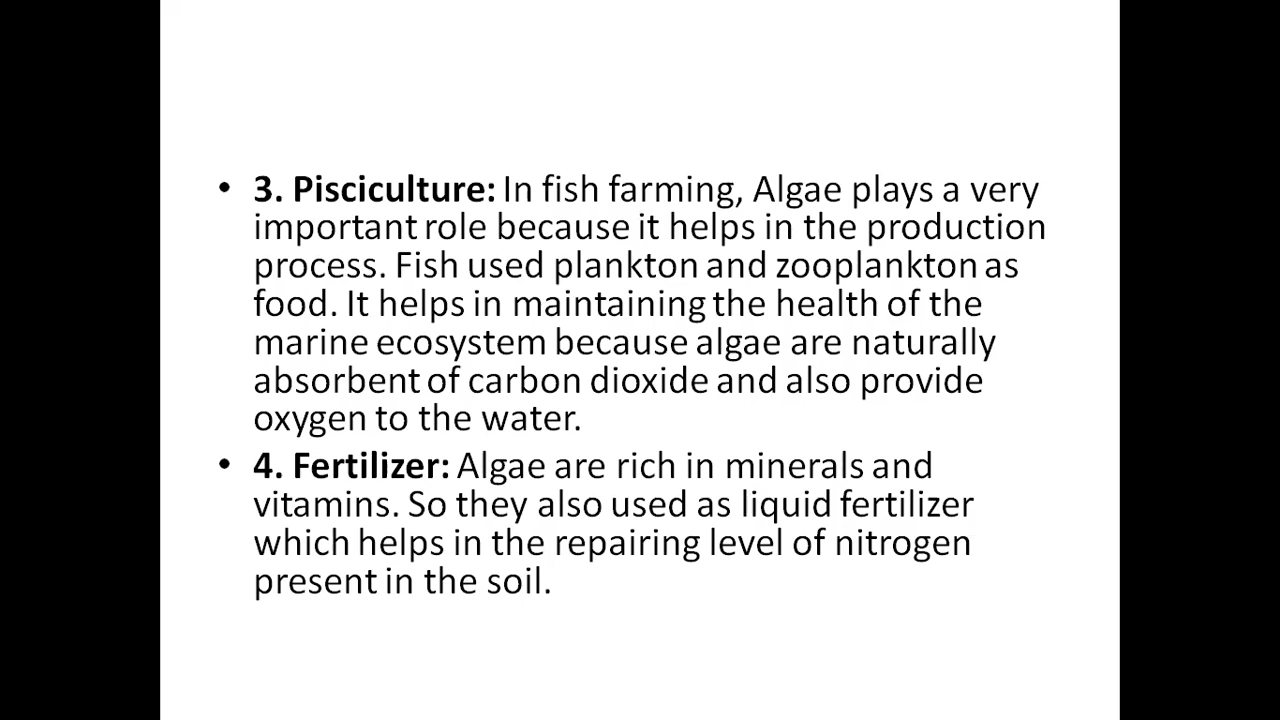 • 3. Pisciculture: In fish farming, Algae plays a very
important role because it helps in the production
process. Fish used plankton and zooplankton as
food. It helps in maintaining the health of the
marine ecosystem because algae are naturally
absorbent of carbon dioxide and also provide
oxygen to the water.
• 4. Fertilizer: Algae are rich in minerals and
vitamins. So they also used as liquid fertilizer
which helps in the repairing level of nitrogen
present in the soil.